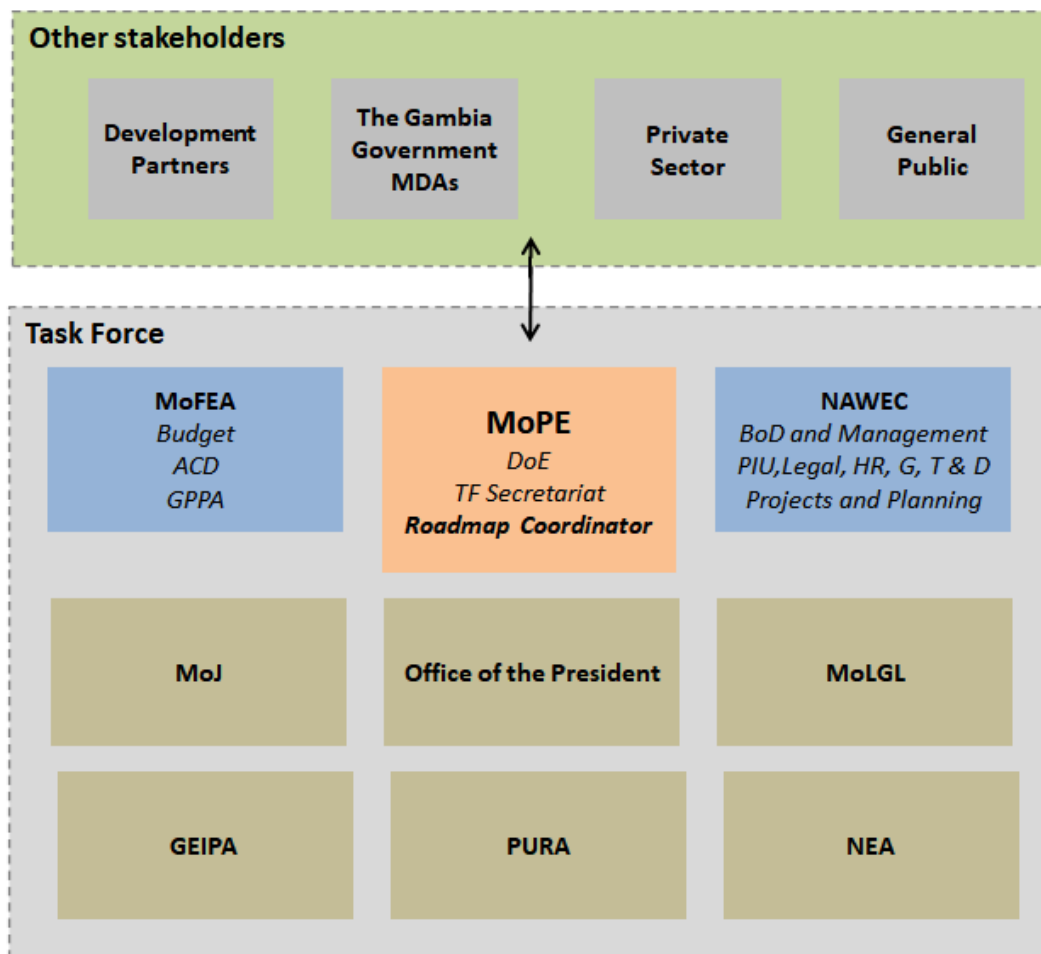 Other stakeholders
Development
Partners
The Gambia
Government
MDAs
Private
Sector
General
Public
Task Force
MoFEA
Budget
ACD
GPPA
MoPE
DoE
TF Secretariat
Roadmap Coordinator
NAWEC
BoD and Management
PIU,Legal, HR, G, T & D
Projects and Planning
MoJ
Office of the President
MoLGL
GEIPA
PURA
NEA